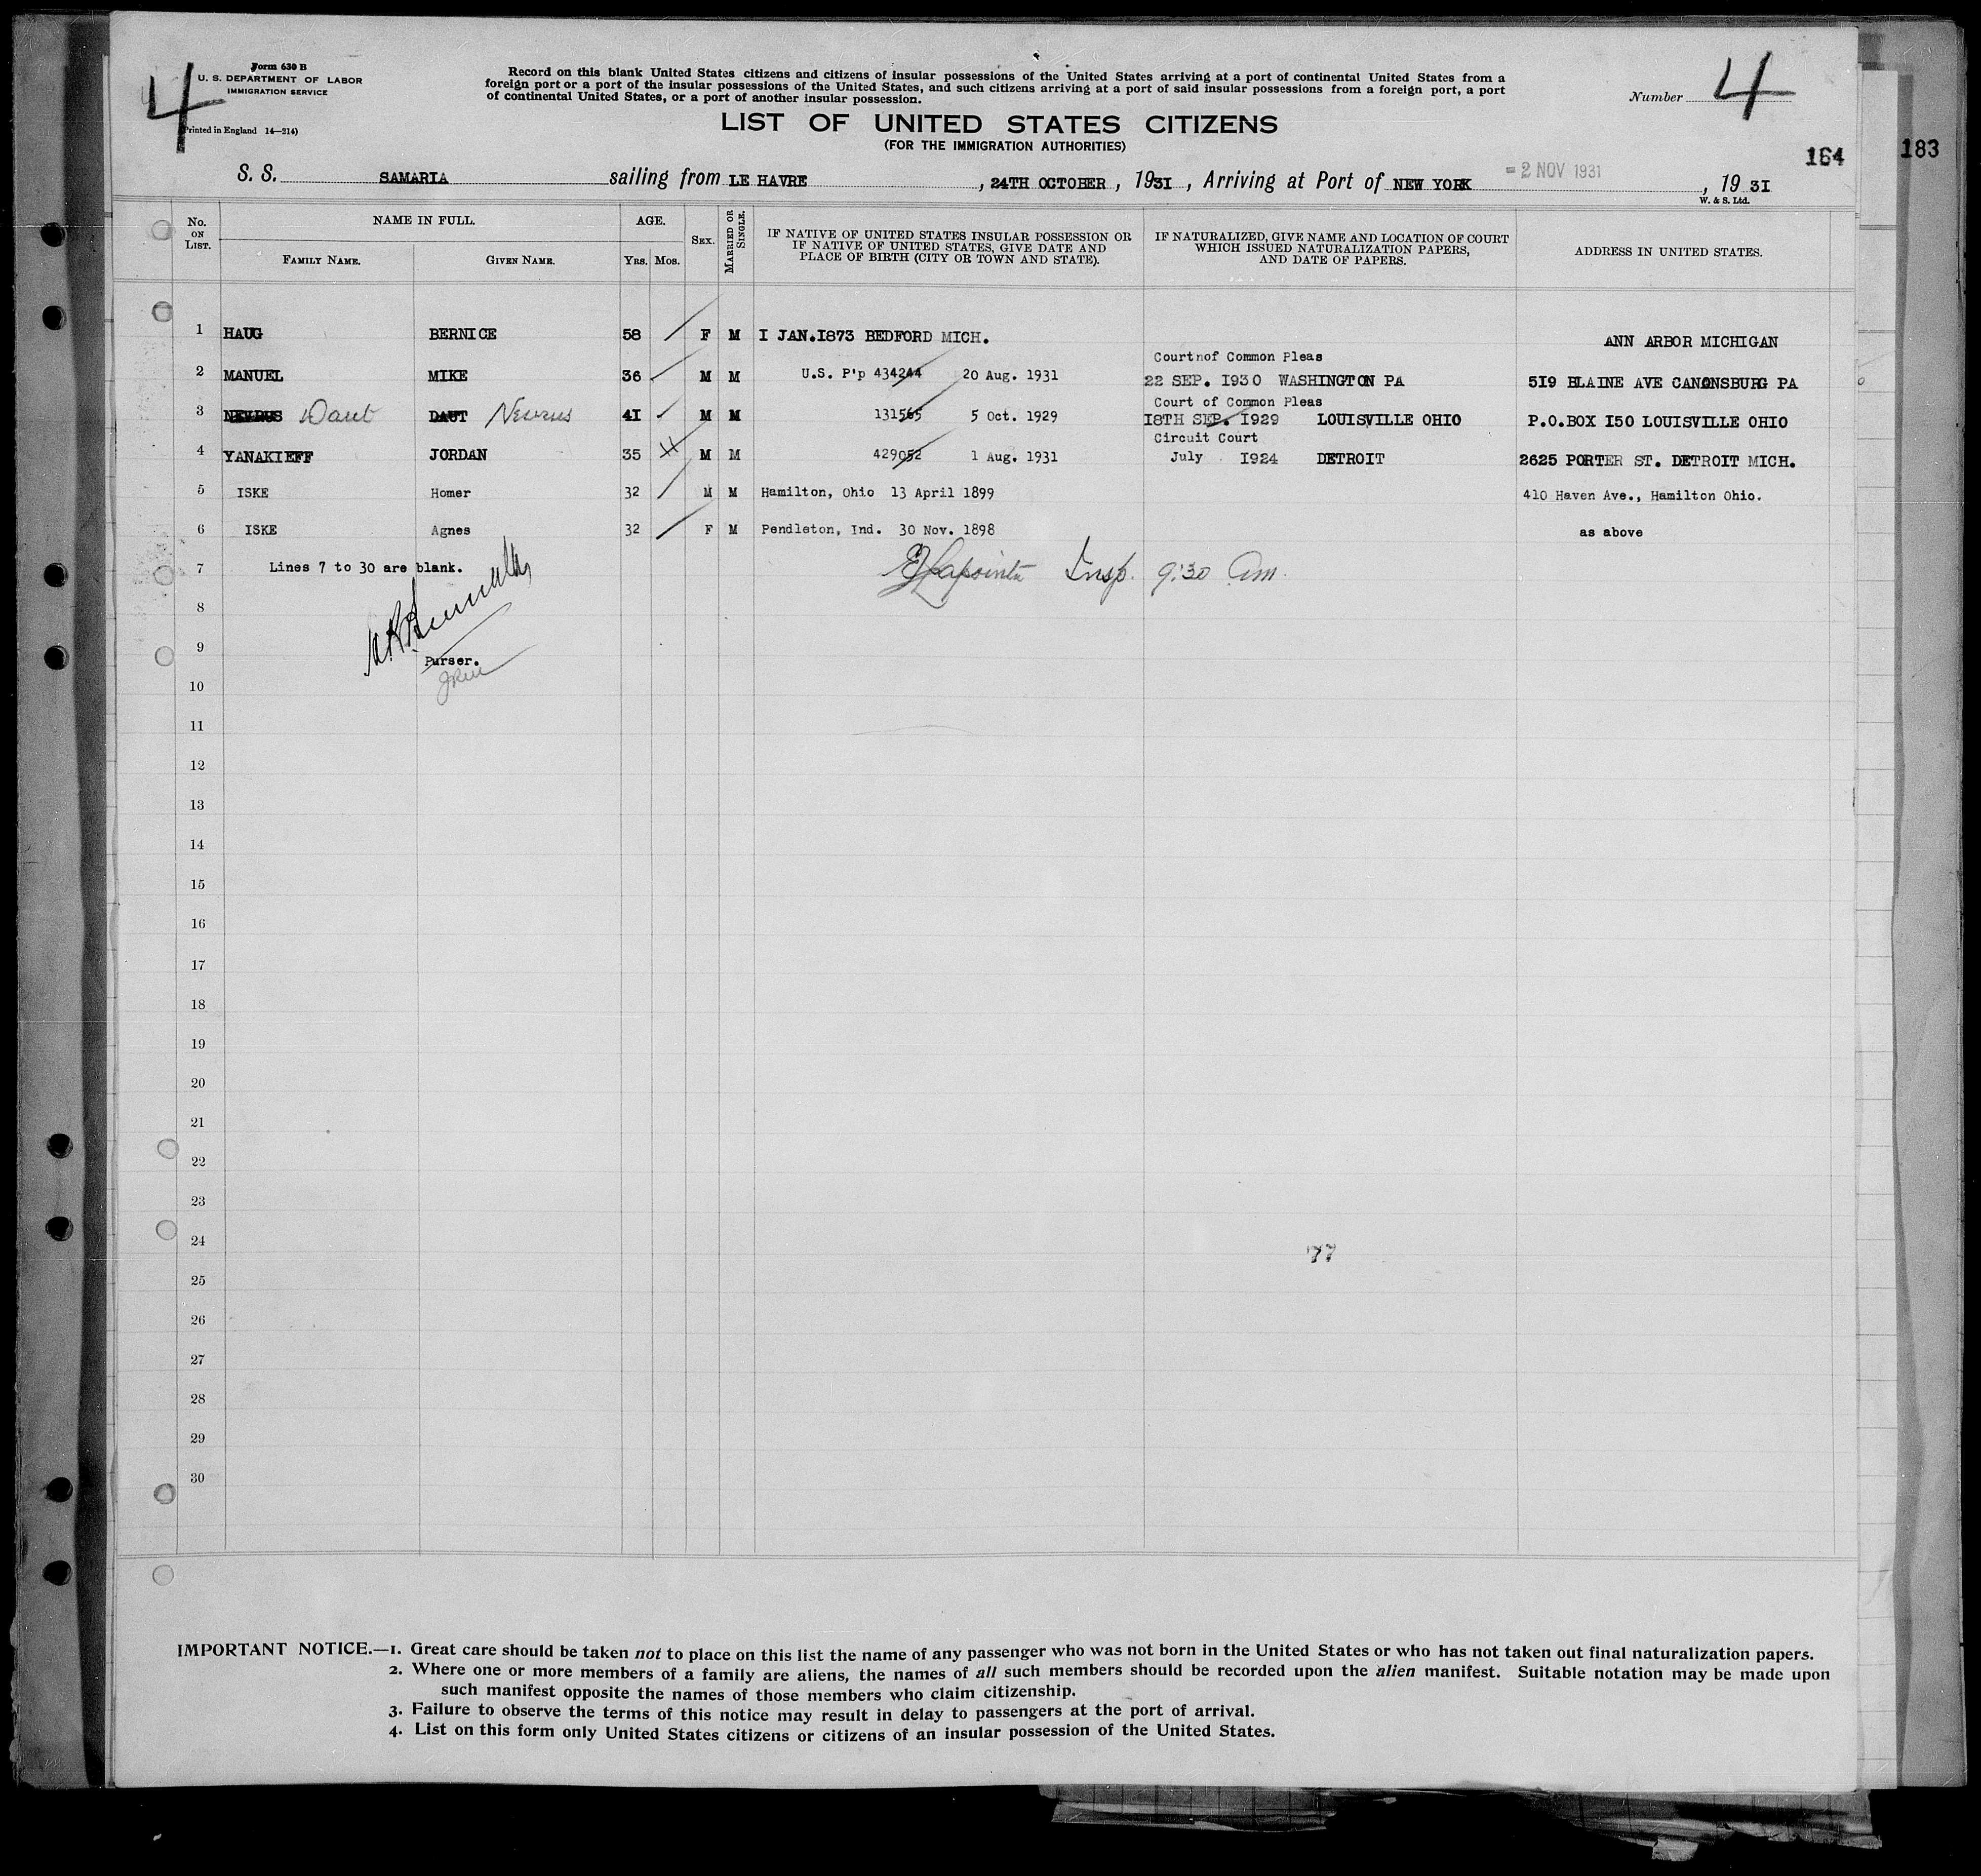 4
Form 630 B
U. S. DEPARTMENT OF LABOR
IMMIGRATION SERVICE
Printed in England 14—214)
Record on this blank United States citizens and citizens of insular possessions of the United States arriving at a port of continental United States from a
foreign port or a port of the insular possessions of the United States, and such citizens arriving at a port of said insular possessions from a foreign port, a port
of continental United States, or a port of another insular possession.
Number 4
LIST OF UNITED STATES CITIZENS
(FOR THE IMMIGRATION AUTHORITIES)
164
183
S. S. SAMARIA sailing from LE HAVRE, 24TH OCTOBER, 1931, Arriving at Port of NEW YORK - 2 NOV 1931, 19 31
W. & S. Ltd.
No. ON LIST.
NAME IN FULL.
FAMILY NAME.
GIVEN NAME.
AGE.
YRS. MOS.
SEX.
MARRIED OR SINGLE.
IF NATIVE OF UNITED STATES INSULAR POSSESSION OR
IF NATIVE OF UNITED STATES, GIVE DATE AND
PLACE OF BIRTH (CITY OR TOWN AND STATE).
IF NATURALIZED, GIVE NAME AND LOCATION OF COURT
WHICH ISSUED NATURALIZATION PAPERS,
AND DATE OF PAPERS.
ADDRESS IN UNITED STATES.
1 HAUG BERNICE 58 F M I JAN.I873 BEDFORD MICH. ANN ARBOR MICHIGAN
Courtnof Common Pleas
2 MANUEL MIKE 36 M M U.S. P'p 434244 20 Aug. 1931 22 SEP. I930 WASHINGTON PA 5I9 BLAINE AVE CANONSBURG PA
Court of Common Pleas
3 NEVRUS Daut DAUT Nevrus 4I M M 131565 5 Oct. 1929 I8TH SEP. I929 LOUISVILLE OHIO P.O.BOX I50 LOUISVILLE OHIO
Circuit Court
4 YANAKIEFF JORDAN 35 M M 429052 1 Aug. 1931 July I924 DETROIT 2625 PORTER ST. DETROIT MICH.
5 ISKE Homer 32 M M Hamilton, Ohio 13 April 1899 410 Haven Ave., Hamilton Ohio.
6 ISKE Agnes 32 F M Pendleton, Ind. 30 Nov. 1898 as above
7 Lines 7 to 30 are blank. Lapointe Insp. 9:30 am.
8
9 Purser.
10
11
12
13
14
15
16
17
18
19
20
21
22
23
24
77
25
26
27
28
29
30
IMPORTANT NOTICE.—1. Great care should be taken not to place on this list the name of any passenger who was not born in the United States or who has not taken out final naturalization papers.
2. Where one or more members of a family are aliens, the names of all such members should be recorded upon the alien manifest. Suitable notation may be made upon
such manifest opposite the names of those members who claim citizenship.
3. Failure to observe the terms of this notice may result in delay to passengers at the port of arrival.
4. List on this form only United States citizens or citizens of an insular possession of the United States.